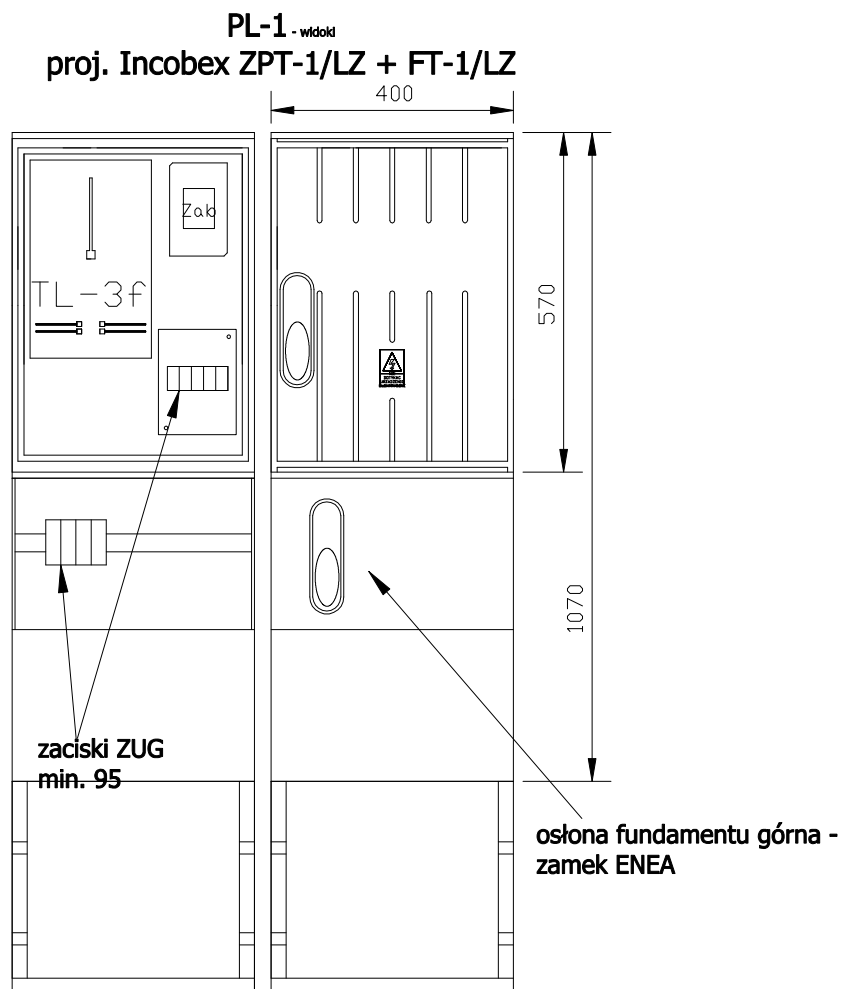 PL-1 - widoki
proj. Incobex ZPT-1/LZ + FT-1/LZ
400
Zab
TL-3f
570
1070
zaciski ZUG
min. 95
osłona fundamentu górna -
zamek ENEA